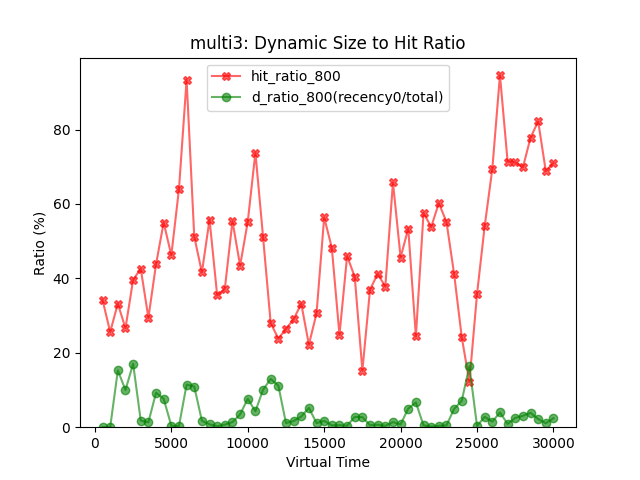 multi3: Dynamic Size to Hit Ratio
hit_ratio_800
d_ratio_800(recency0/total)
Ratio (%)
80
60
40
20
0
0 5000 10000 15000 20000 25000 30000
Virtual Time